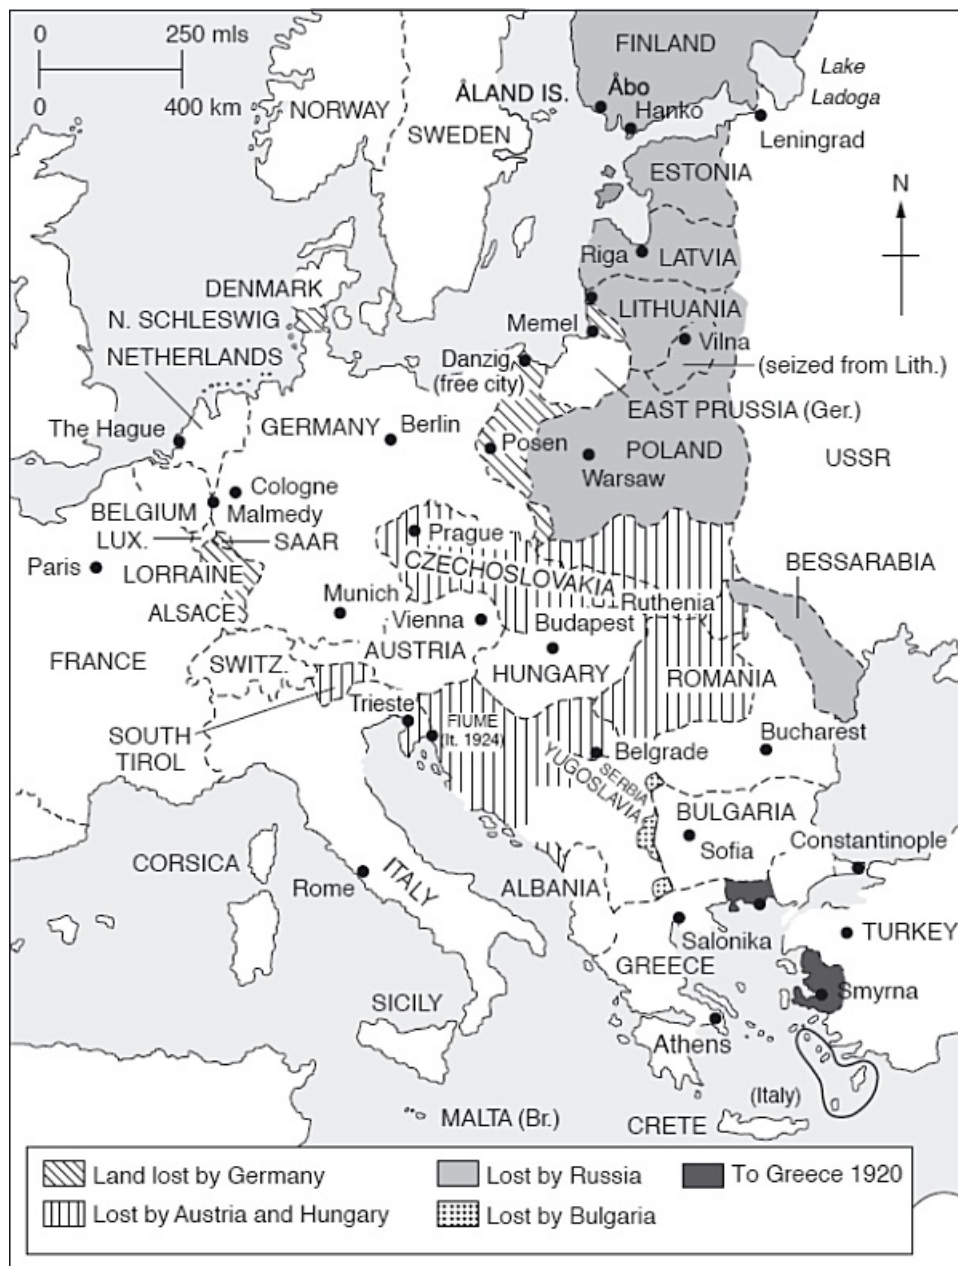 0 250 mls
0 400 km
FINLAND
Lake
Ladoga
ÅLAND IS.
Åbo
Hanko
NORWAY
SWEDEN
Leningrad
ESTONIA
N
Riga
LATVIA
DENMARK
N. SCHLESWIG
LITHUANIA
Memel
Vilna
NETHERLANDS
Danzig
(free city)
(seized from Lith.)
EAST PRUSSIA (Ger.)
The Hague
GERMANY
Berlin
Posen
POLAND
USSR
Warsaw
Cologne
BELGIUM
Malmedy
LUX.
SAAR
Prague
Paris
LORRAINE
CZECHOSLOVAKIA
BESSARABIA
ALSACE
Munich
Ruthenia
Vienna
Budapest
FRANCE
SWITZ.
AUSTRIA
HUNGARY
ROMANIA
Trieste
FIUME
(It. 1924)
SOUTH
TIROL
Belgrade
Bucharest
SERBIA
YUGOSLAVIA
BULGARIA
Sofia
Constantinople
CORSICA
Rome
ITALY
ALBANIA
Salonika
TURKEY
GREECE
SICILY
Smyrna
Athens
(Italy)
MALTA (Br.)
CRETE
Land lost by Germany
Lost by Russia
To Greece 1920
Lost by Austria and Hungary
Lost by Bulgaria